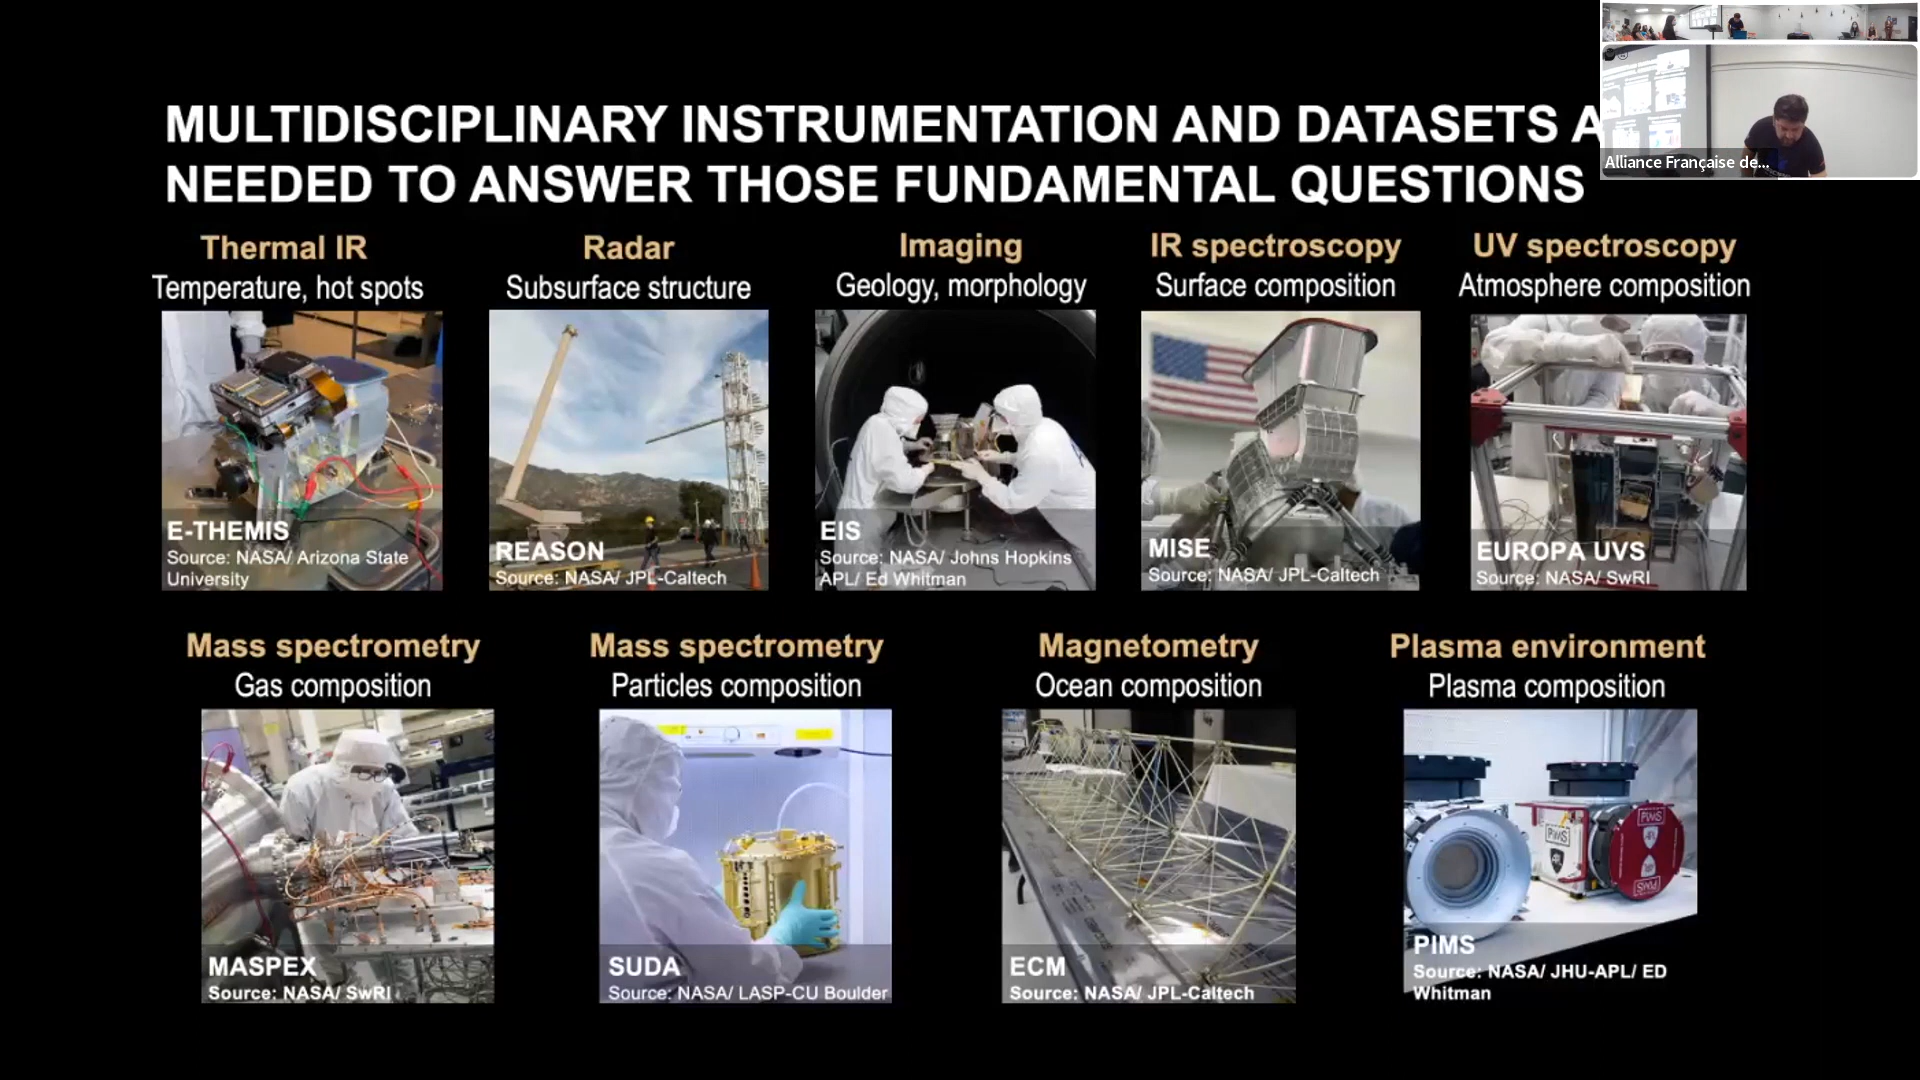 MULTIDISCIPLINARY INSTRUMENTATION AND DATASETS A
NEEDED TO ANSWER THOSE FUNDAMENTAL QUESTIONS
Alliance Française de...
Thermal IR
Temperature, hot spots
E-THEMIS
Source: NASA/ Arizona State
University
Radar
Subsurface structure
REASON
Source: NASA/ JPL-Caltech
Imaging
Geology, morphology
EIS
Source: NASA/ Johns Hopkins
APL/ Ed Whitman
IR spectroscopy
Surface composition
MISE
Source: NASA/ JPL-Caltech
UV spectroscopy
Atmosphere composition
EUROPA UVS
Source: NASA/ SwRI
Mass spectrometry
Gas composition
MASPEX
Source: NASA/ SwRI
Mass spectrometry
Particles composition
SUDA
Source: NASA/ LASP-CU Boulder
Magnetometry
Ocean composition
ECM
Source: NASA/ JPL-Caltech
Plasma environment
Plasma composition
PIMS
APL
PIMS
PIMS
PIMS
Source: NASA/ JHU-APL/ ED
Whitman